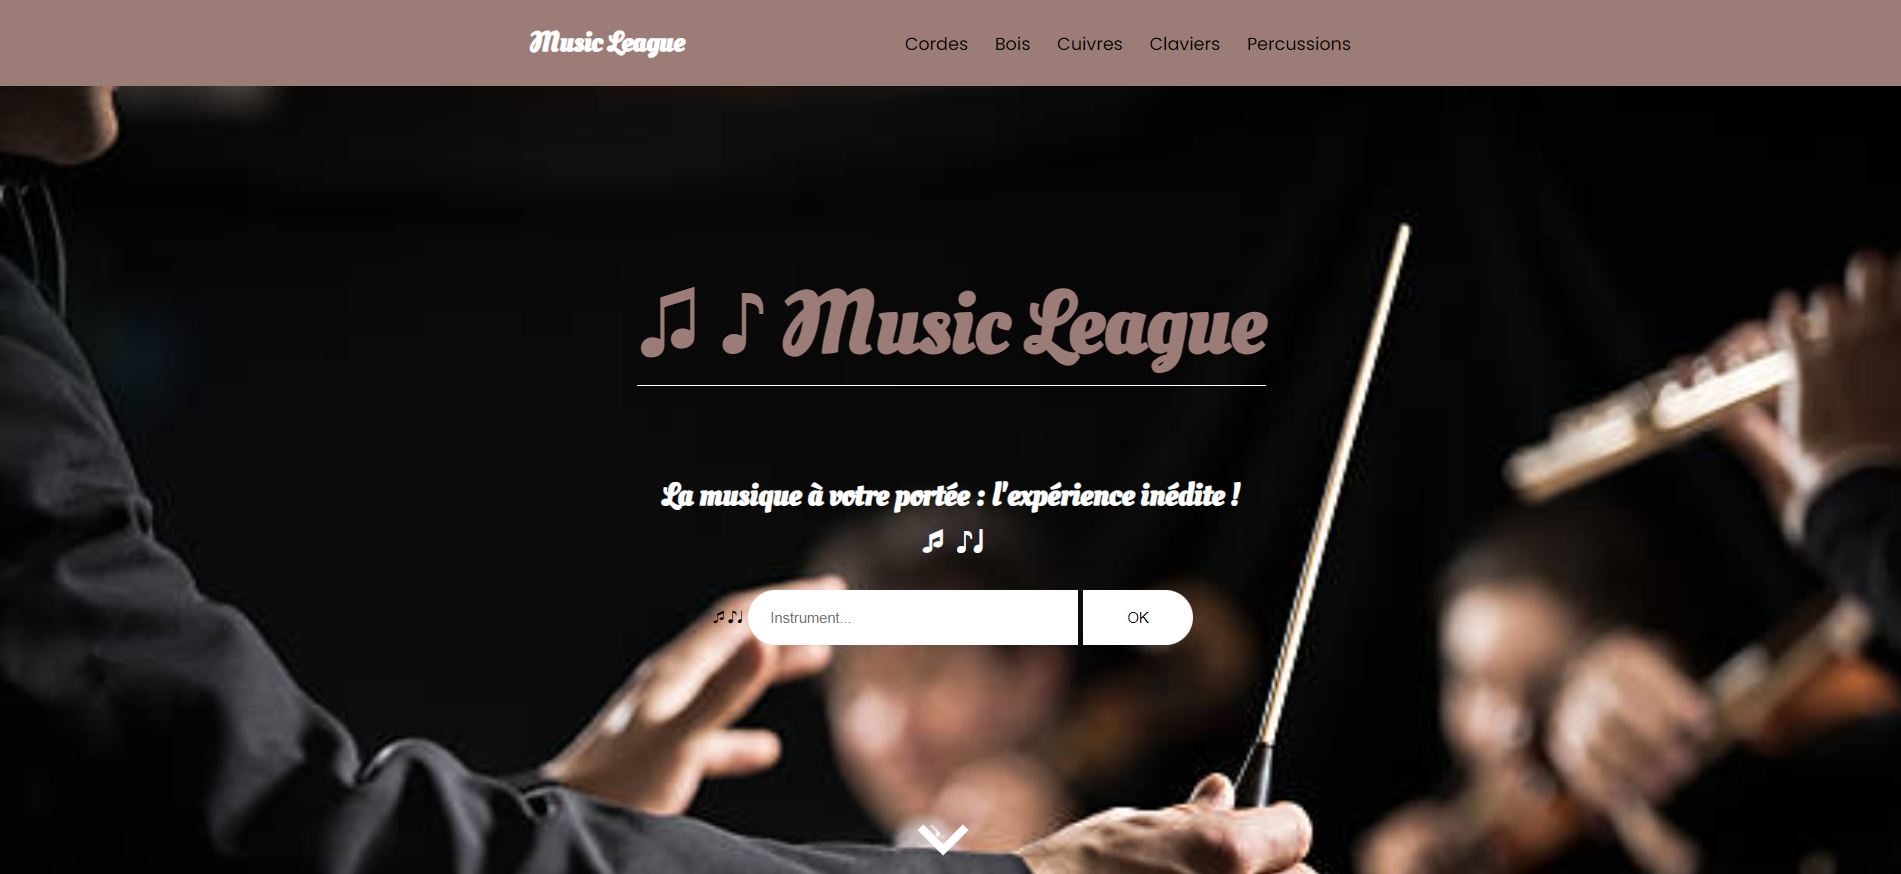 Music League
Cordes Bois Cuivres Claviers Percussions
♫ ♪ Music League
La musique à votre portée : l'expérience inédite !
♫ ♪♩
♫ ♪♩ Instrument... OK